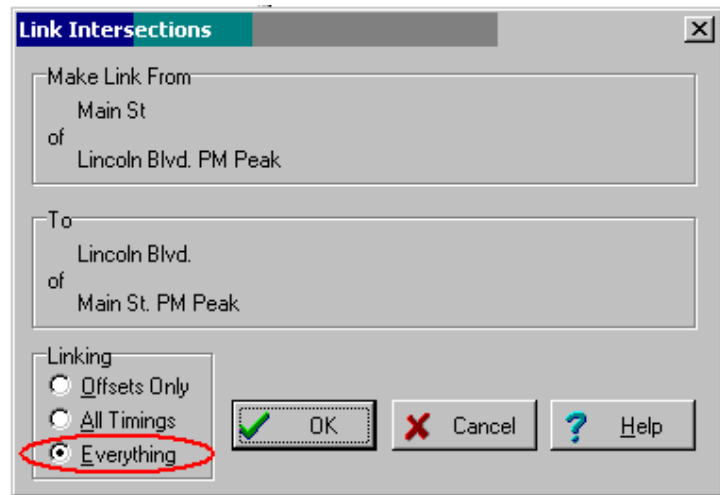 Link Intersections
Make Link From
Main St
of
Lincoln Blvd. PM Peak
To
Lincoln Blvd.
of
Main St. PM Peak
Linking
Offsets Only
All Timings
Everything
OK
Cancel
Help